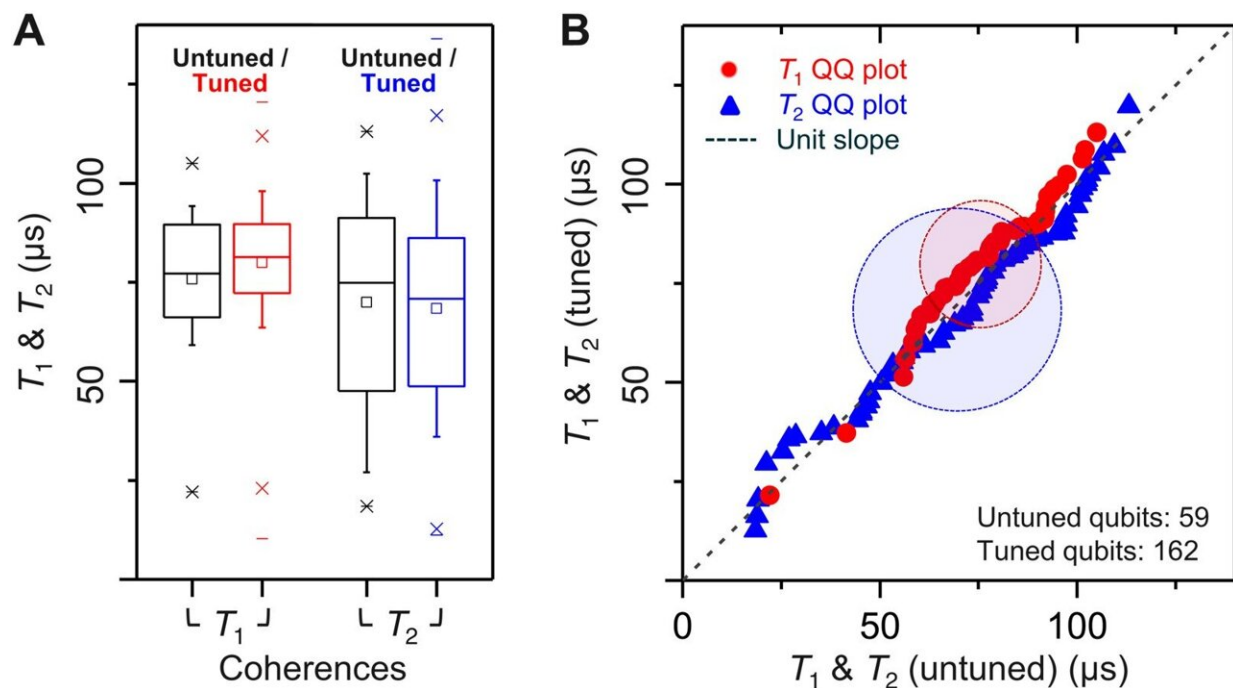 A
Untuned /
Tuned
Untuned /
Tuned
T1 & T2 (μs)
100
50
T1
T2
Coherences
B
T1 QQ plot
T2 QQ plot
Unit slope
T1 & T2 (tuned) (μs)
100
50
Untuned qubits: 59
Tuned qubits: 162
0
50
100
T1 & T2 (untuned) (μs)